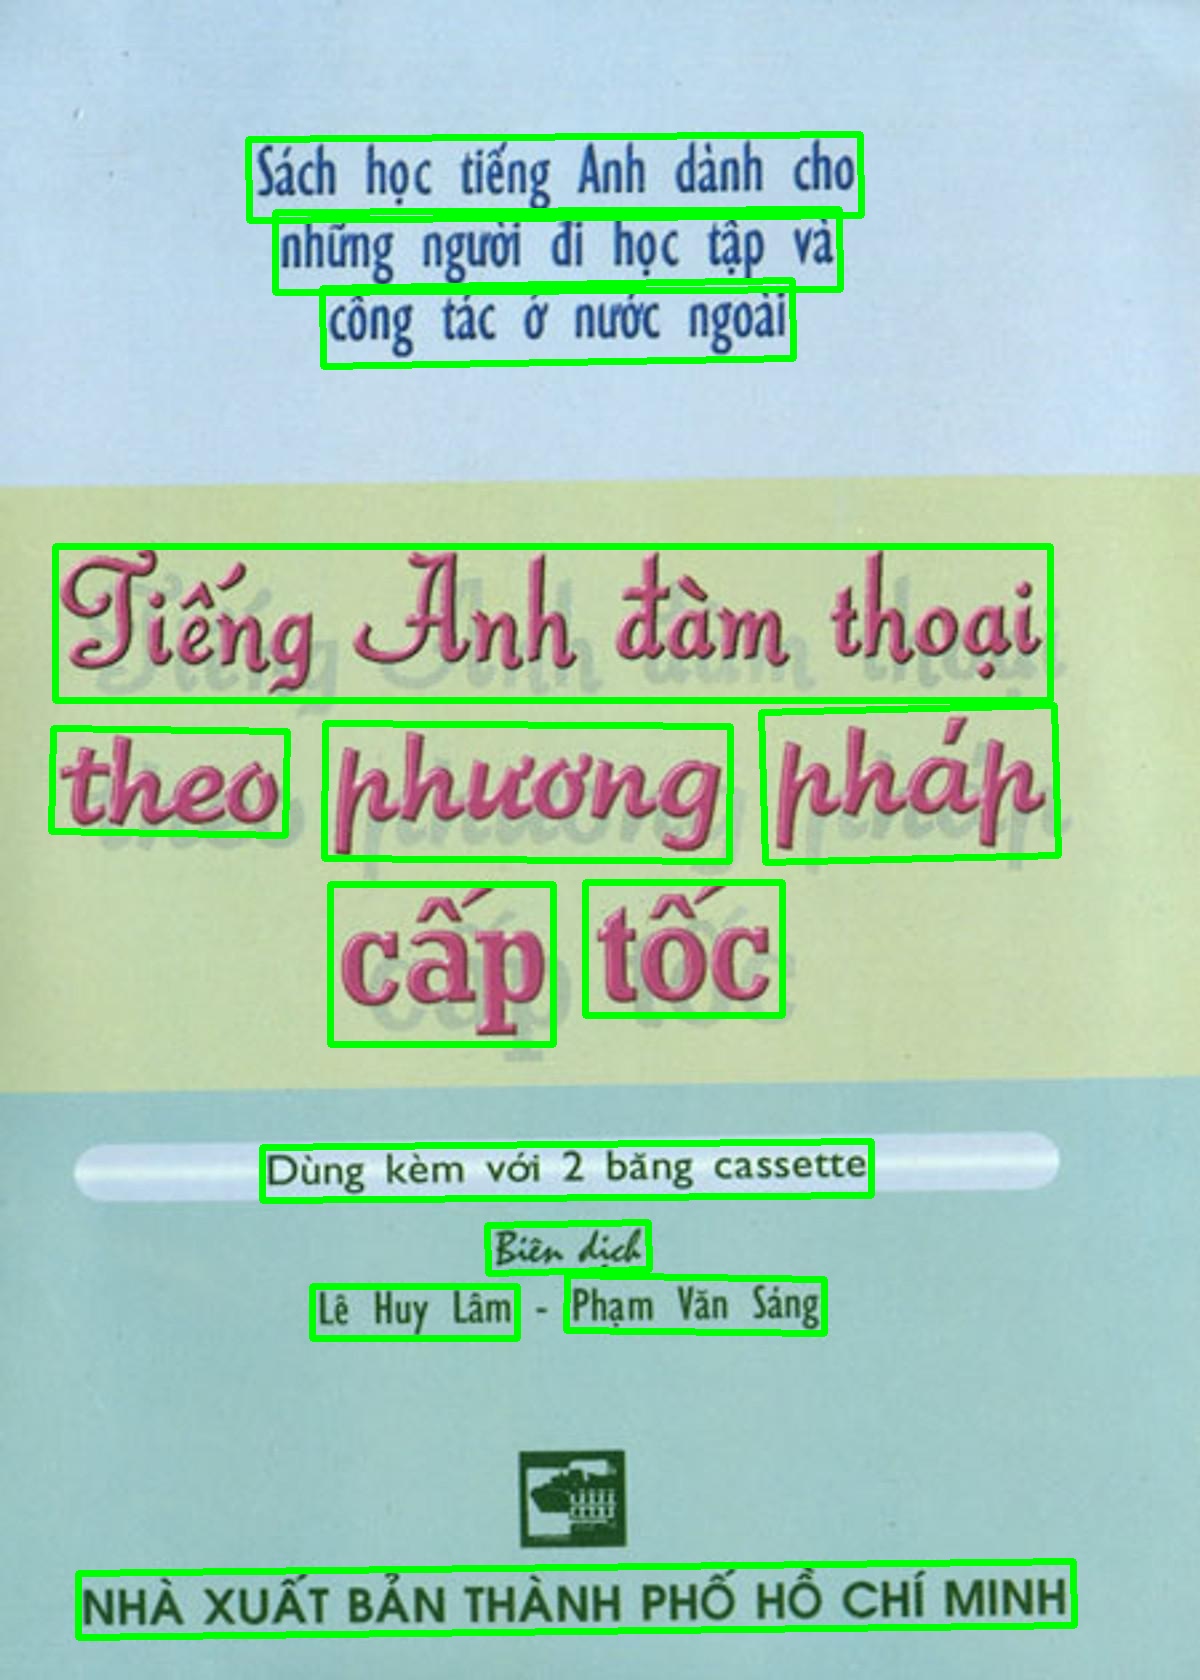 Sách học tiếng Anh dành cho
những người đi học tập và
công tác ở nước ngoài
Tiếng Anh đàm thoại
theo phương pháp
cấp tốc
Dùng kèm với 2 băng cassette
Biên dịch
Lê Huy Lâm - Phạm Văn Sáng
NHÀ XUẤT BẢN THÀNH PHỐ HỒ CHÍ MINH